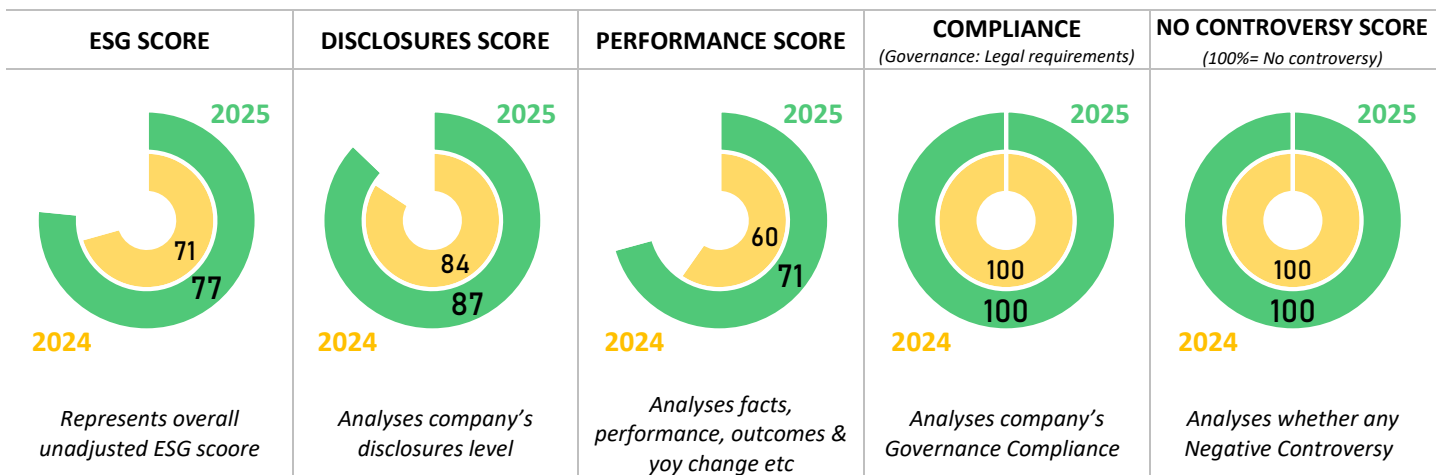 ESG SCORE
DISCLOSURES SCORE
PERFORMANCE SCORE
COMPLIANCE
(Governance: Legal requirements)
NO CONTROVERSY SCORE
(100%= No controversy)
2025
71
77
2024
2025
84
87
2024
2025
60
71
2024
2025
100
100
2024
2025
100
100
2024
Represents overall
unadjusted ESG scoore
Analyses company’s
disclosures level
Analyses facts,
performance, outcomes &
yoy change etc
Analyses company’s
Governance Compliance
Analyses whether any
Negative Controversy